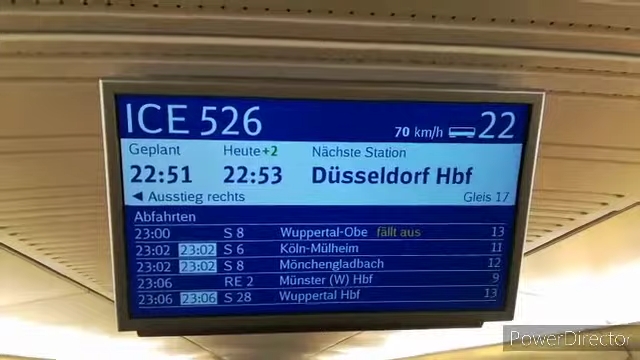 ICE 526
70 km/h 22
Geplant Heute+2 Nächste Station
22:51 22:53 Düsseldorf Hbf
◄ Ausstieg rechts Gleis 17
Abfahrten
23:00 S 8 Wuppertal-Obe fällt aus 13
23:02 23:02 S 6 Köln-Mülheim 11
23:02 23:02 S 8 Mönchengladbach 12
23:06 RE 2 Münster (W) Hbf 9
23:06 23:06 S 28 Wuppertal Hbf 13
PowerDirector